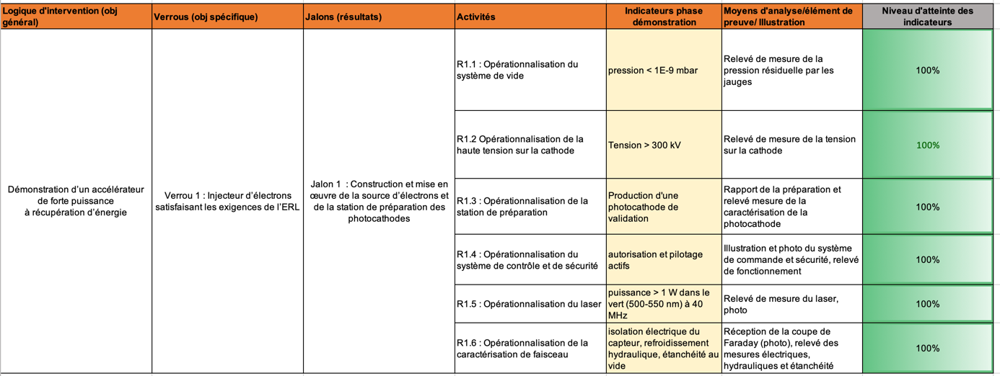 Logique d'intervention (obj
général)
Verrous (obj spécifique)
Jalons (résultats)
Activités
Indicateurs phase
démonstration
Moyens d'analyse/élément de
preuve/ Illustration
Niveau d'atteinte des
indicateurs
Démonstration d'un accélérateur
de forte puissance
à récupération d'énergie
Verrou 1 : Injecteur d'électrons
satisfaisant les exigences de l'ERL
Jalon 1  : Construction et mise en
œuvre de la source d'électrons et
de la station de préparation des
photocathodes
R1.1 : Opérationnalisation du
système de vide
pression < 1E-9 mbar
Relevé de mesure de la
pression résiduelle par les
jauges
100%
R1.2 Opérationnalisation de la
haute tension sur la cathode
Tension > 300 kV
Relevé de mesure de la tension
sur la cathode
100%
R1.3 : Opérationnalisation de la
station de préparation
Production d'une
photocathode de
validation
Rapport de la préparation et
relevé mesure de la
caractérisation de la
photocathode
100%
R1.4 : Opérationnalisation du
système de contrôle et de sécurité
autorisation et pilotage
actifs
Illustration et photo du système
de commande et sécurité, relevé
de fonctionnement
100%
R1.5 : Opérationnalisation du laser
puissance > 1 W dans le
vert (500-550 nm) à 40
MHz
Relevé de mesure du laser,
photo
100%
R1.6 : Opérationnalisation de la
caractérisation de faisceau
isolation électrique du
capteur, refroidissement
hydraulique, étanchéité au
vide
Réception de la coupe de
Faraday (photo), relevé des
mesures électriques,
hydrauliques et étanchéité
100%